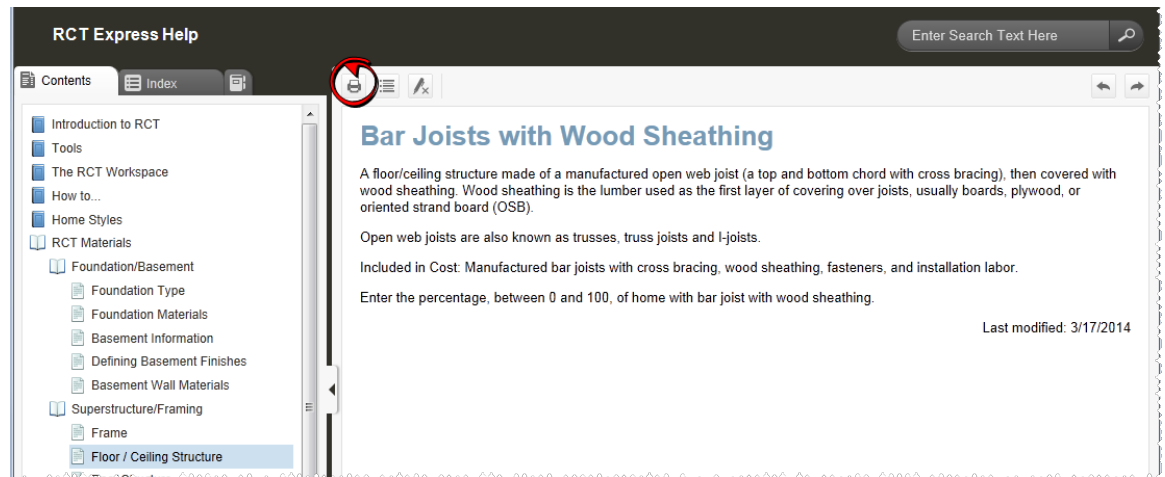 RCT Express Help
Enter Search Text Here
Contents
Index
Introduction to RCT
Tools
The RCT Workspace
How to...
Home Styles
RCT Materials
Foundation/Basement
Foundation Type
Foundation Materials
Basement Information
Defining Basement Finishes
Basement Wall Materials
Superstructure/Framing
Frame
Floor / Ceiling Structure
Bar Joists with Wood Sheathing
A floor/ceiling structure made of a manufactured open web joist (a top and bottom chord with cross bracing), then covered with
wood sheathing. Wood sheathing is the lumber used as the first layer of covering over joists, usually boards, plywood, or
oriented strand board (OSB).
Open web joists are also known as trusses, truss joists and I-joists.
Included in Cost: Manufactured bar joists with cross bracing, wood sheathing, fasteners, and installation labor.
Enter the percentage, between 0 and 100, of home with bar joist with wood sheathing.
Last modified: 3/17/2014